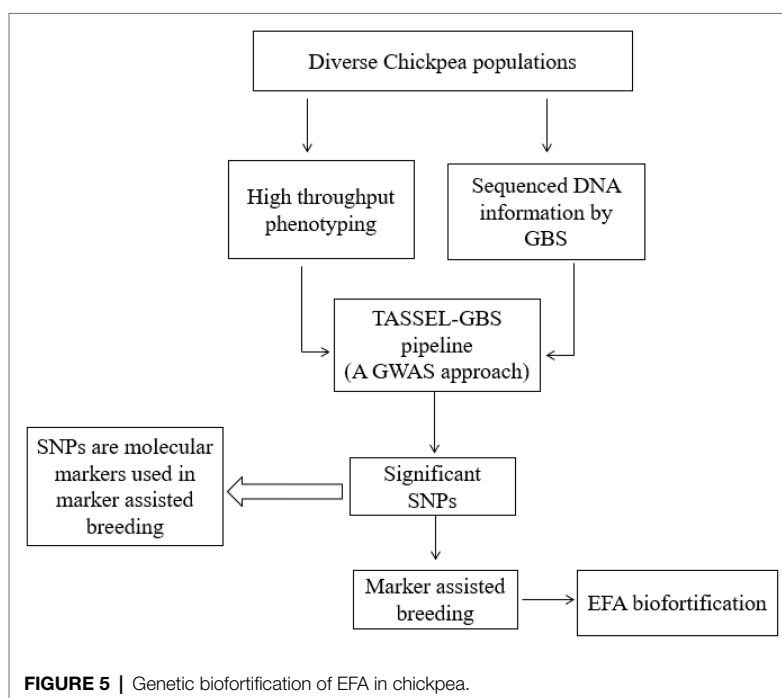 Diverse Chickpea populations
High throughput
phenotyping
Sequenced DNA
information by
GBS
TASSEL-GBS
pipeline
(A GWAS approach)
SNPs are molecular
markers used in
marker assisted
breeding
Significant
SNPs
Marker assisted
breeding
EFA biofortification
FIGURE 5 | Genetic biofortification of EFA in chickpea.